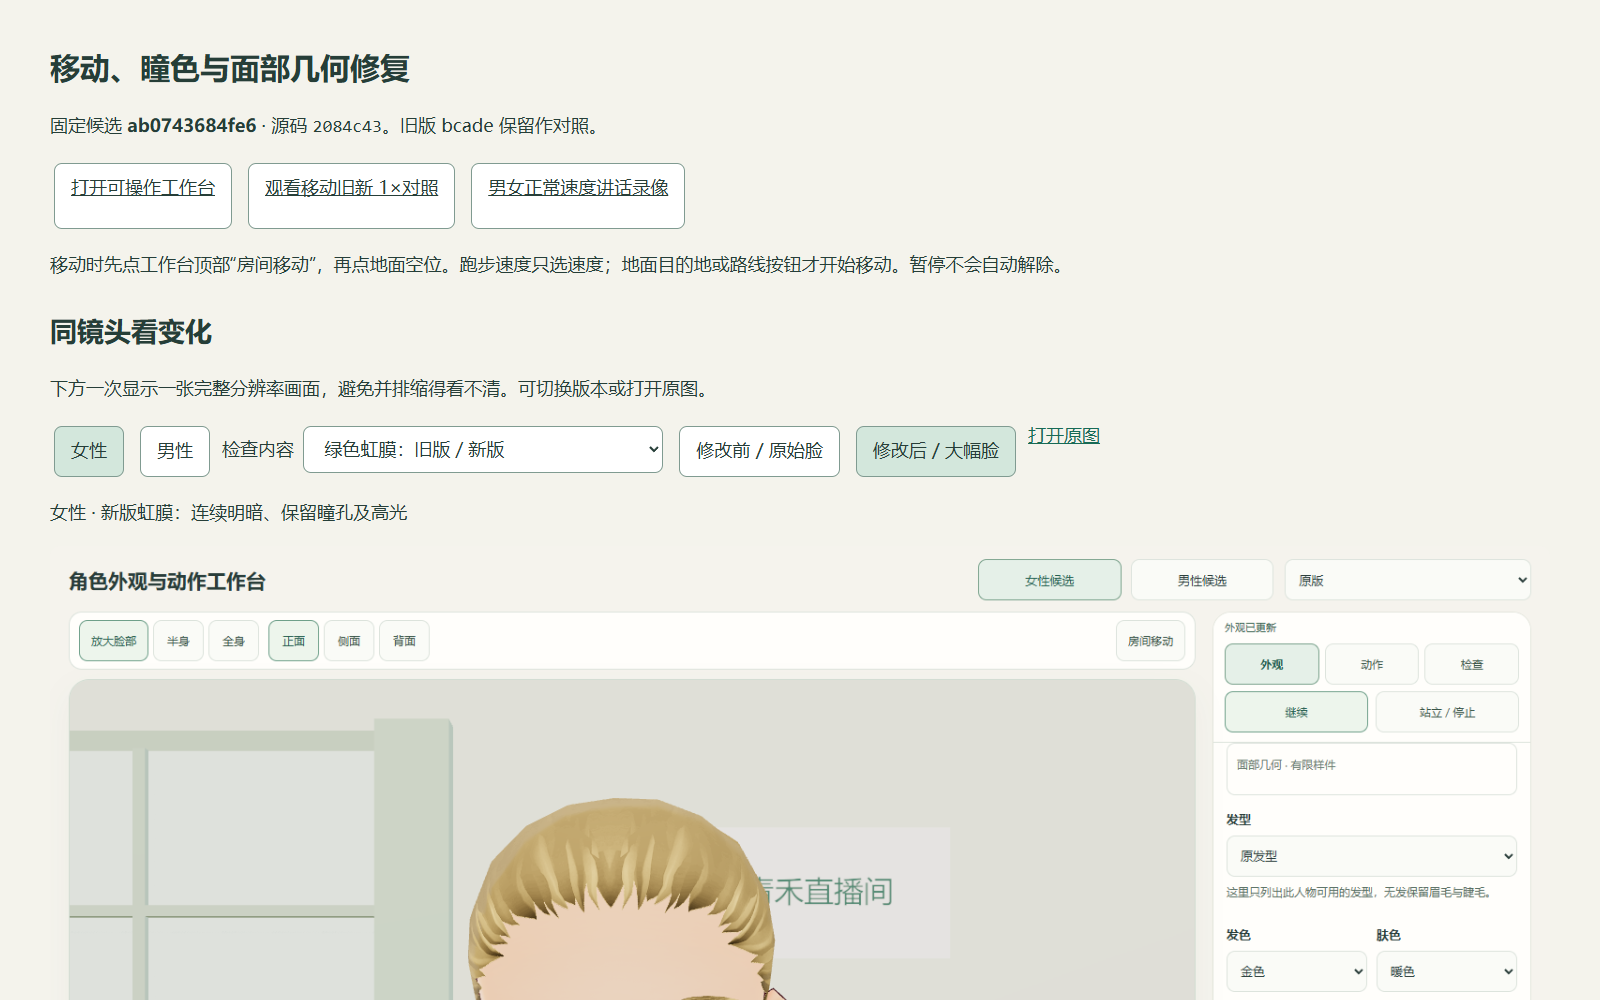 移动、瞳色与面部几何修复
固定候选 ab0743684fe6 · 源码 2084c43。旧版 bcade 保留作对照。
打开可操作工作台 观看移动旧新 1×对照 男女正常速度讲话录像
移动时先点工作台顶部“房间移动”，再点地面空位。跑步速度只选速度；地面目的地或路线按钮才开始移动。暂停不会自动解除。
同镜头看变化
下方一次显示一张完整分辨率画面，避免并排缩得看不清。可切换版本或打开原图。
女性 男性 检查内容 绿色虹膜：旧版 / 新版 修改前 / 原始脸 修改后 / 大幅脸 打开原图
女性 · 新版虹膜：连续明暗、保留瞳孔及高光
角色外观与动作工作台 女性候选 男性候选 原版
放大脸部 半身 全身 正面 侧面 背面 房间移动
外观已更新
外观 动作 检查
继续 站立 / 停止
面部几何 · 有限样件
发型
原发型
这里只列出此人物可用的发型，无发保留眉毛与睫毛。
发色 肤色
金色 暖色
青禾直播间